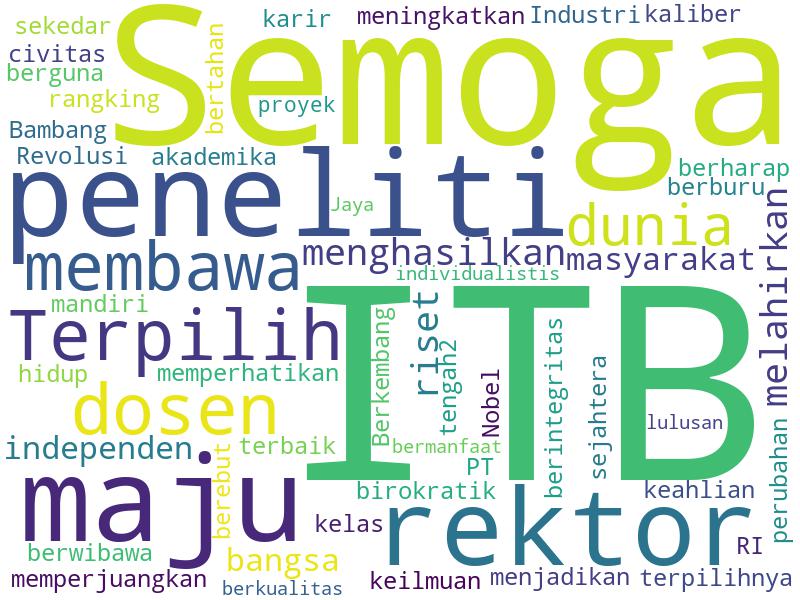 sekedar
karir
meningkatkan
Industri
kaliber
Semoga
civitas
berguna
rangking
bertahan
proyek
Bambang
Revolusi
akademika
berharap
berburu
peneliti
Jaya
dunia
membawa
menghasilkan
masyarakat
individualistis
melahirkan
mandiri
Terpilih
ITB
Berkembang
riset
tengah2
Nobel
berintegritas
sejahtera
lulusan
hidup
memperhatikan
dosen
independen
berebut
terbaik
bermanfaat
PT
perubahan
maju
birokratik
keahlian
kelas
rektor
RI
berwibawa
bangsa
memperjuangkan
berkualitas
keilmuan
menjadikan
terpilihnya